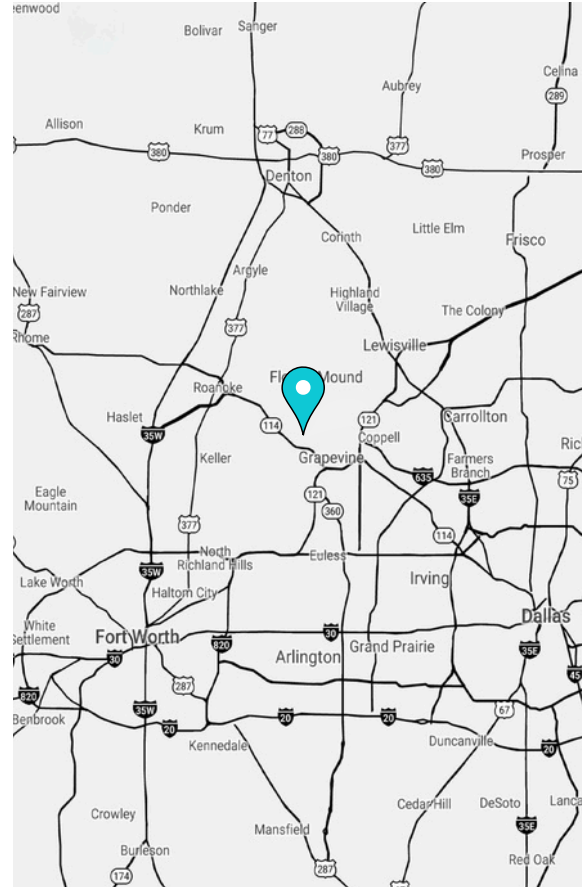 eenwood
Bolivar
Sanger
Aubrey
Celina
289
Allison
Krum
77
288
377
380
380
380
Prosper
Denton
Ponder
Corinth
Little Elm
Frisco
Argyle
New Fairview
Northlake
Highland
Village
287
377
The Colony
Rhome
Lewisville
Fl
Mound
Roanoke
Haslet
114
121
Carrollton
35W
Coppell
Ric
Keller
Grapevine
Farmers
Branch
635
75
Eagle
Mountain
121
35E
360
377
114
North
Richland Hills
Euless
35W
Lake Worth
Haltom City
Irving
White
Settlement
Fort Worth
Dallas
30
820
30
Arlington
Grand Prairie
35E
45
820
287
35W
67
Benbrook
20
20
20
Kennedale
Duncanville
20
Crowley
Cedar Hill
DeSoto
Lanca
Mansfield
35E
Burleson
287
Red Oak
174